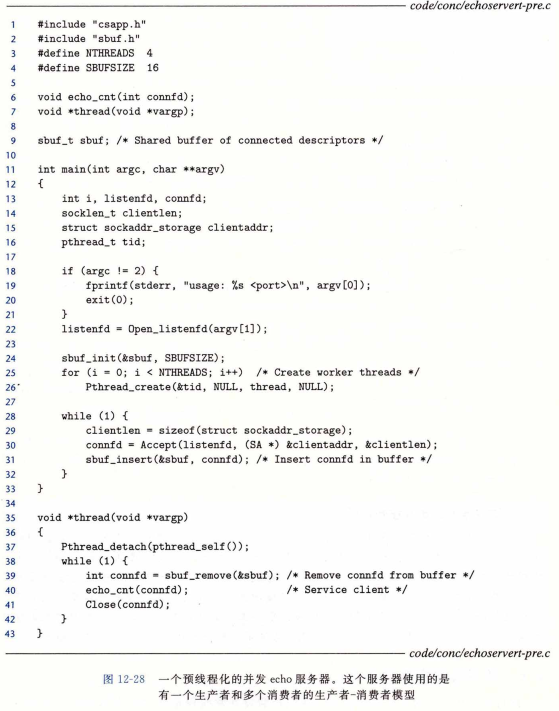 code/conc/echoservert-pre.c
1 #include "csapp.h"
2 #include "sbuf.h"
3 #define NTHREADS 4
4 #define SBUFSIZE 16
5
6 void echo_cnt(int connfd);
7 void *thread(void *vargp);
8
9 sbuf_t sbuf; /* Shared buffer of connected descriptors */
10
11 int main(int argc, char **argv)
12 {
13     int i, listenfd, connfd;
14     socklen_t clientlen;
15     struct sockaddr_storage clientaddr;
16     pthread_t tid;
17
18     if (argc != 2) {
19         fprintf(stderr, "usage: %s <port>\n", argv[0]);
20         exit(0);
21     }
22     listenfd = Open_listenfd(argv[1]);
23
24     sbuf_init(&sbuf, SBUFSIZE);
25     for (i = 0; i < NTHREADS; i++)  /* Create worker threads */
26         Pthread_create(&tid, NULL, thread, NULL);
27
28     while (1) {
29         clientlen = sizeof(struct sockaddr_storage);
30         connfd = Accept(listenfd, (SA *) &clientaddr, &clientlen);
31         sbuf_insert(&sbuf, connfd); /* Insert connfd in buffer */
32     }
33 }
34
35 void *thread(void *vargp)
36 {
37     Pthread_detach(pthread_self());
38     while (1) {
39         int connfd = sbuf_remove(&sbuf); /* Remove connfd from buffer */
40         echo_cnt(connfd);                /* Service client */
41         Close(connfd);
42     }
43 }
code/conc/echoservert-pre.c
图 12-28 一个预线程化的并发 echo 服务器。这个服务器使用的是
有一个生产者和多个消费者的生产者-消费者模型